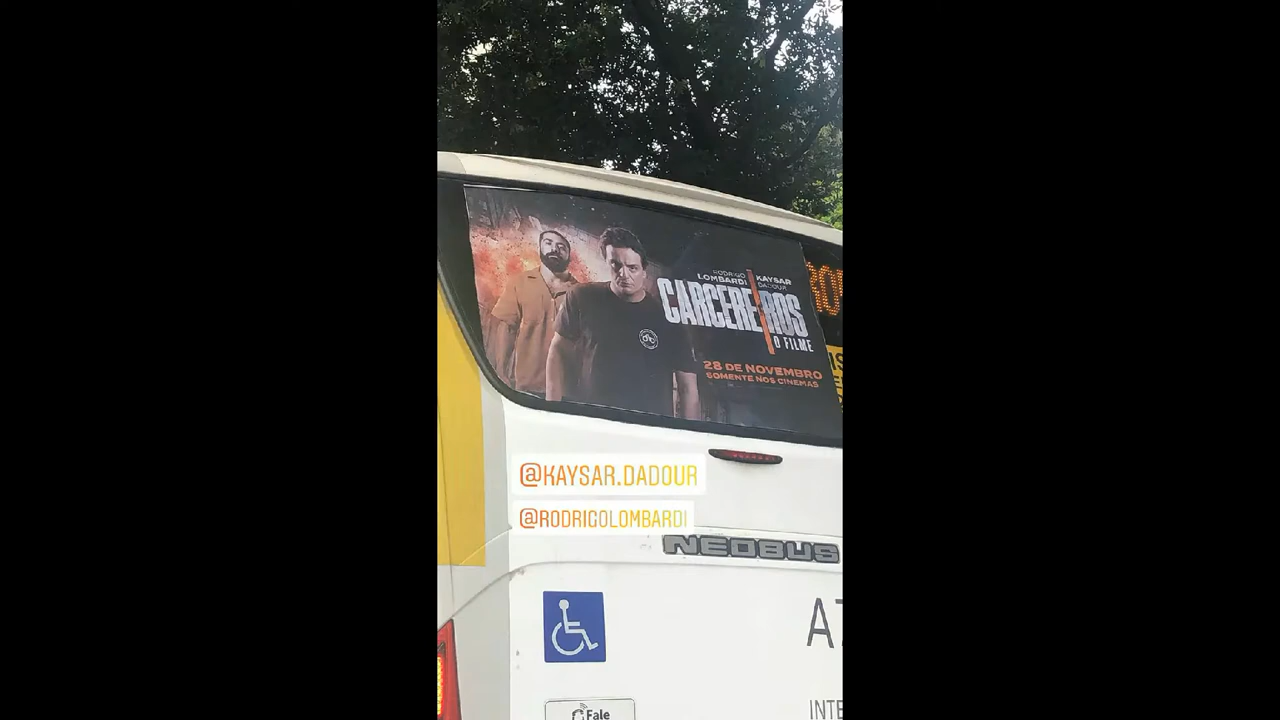 RODRIGO
LOMBARDI
KAYSAR
DADOUR
CARCEREIROS
O FILME
28 DE NOVEMBRO
SOMENTE NOS CINEMAS
@KAYSAR.DADOUR
@RODRIGOLOMBARDI
NEOBUS
Fale